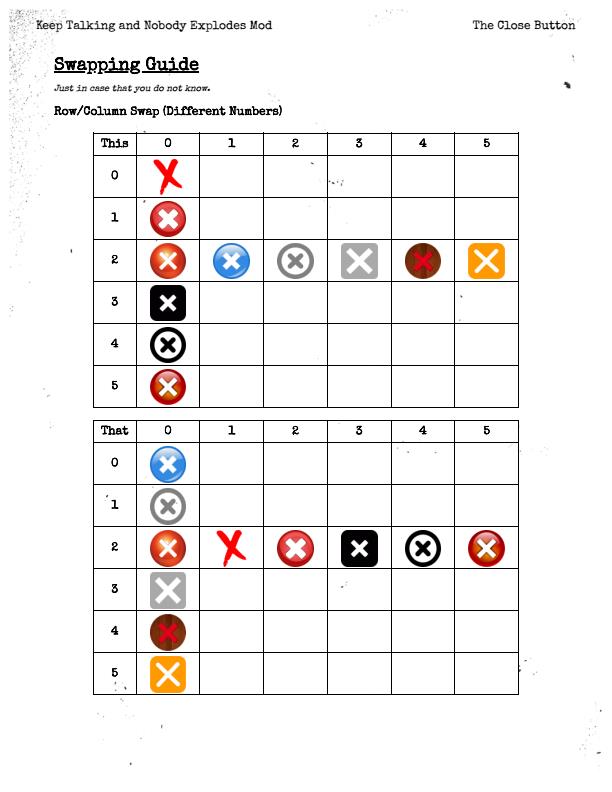 Keep Talking and Nobody Explodes Mod The Close Button
Swapping Guide
Just in case that you do not know.
Row/Column Swap (Different Numbers)
This 0 1 2 3 4 5
0
1
2
3
4
5
That 0 1 2 3 4 5
0
1
2
3
4
5